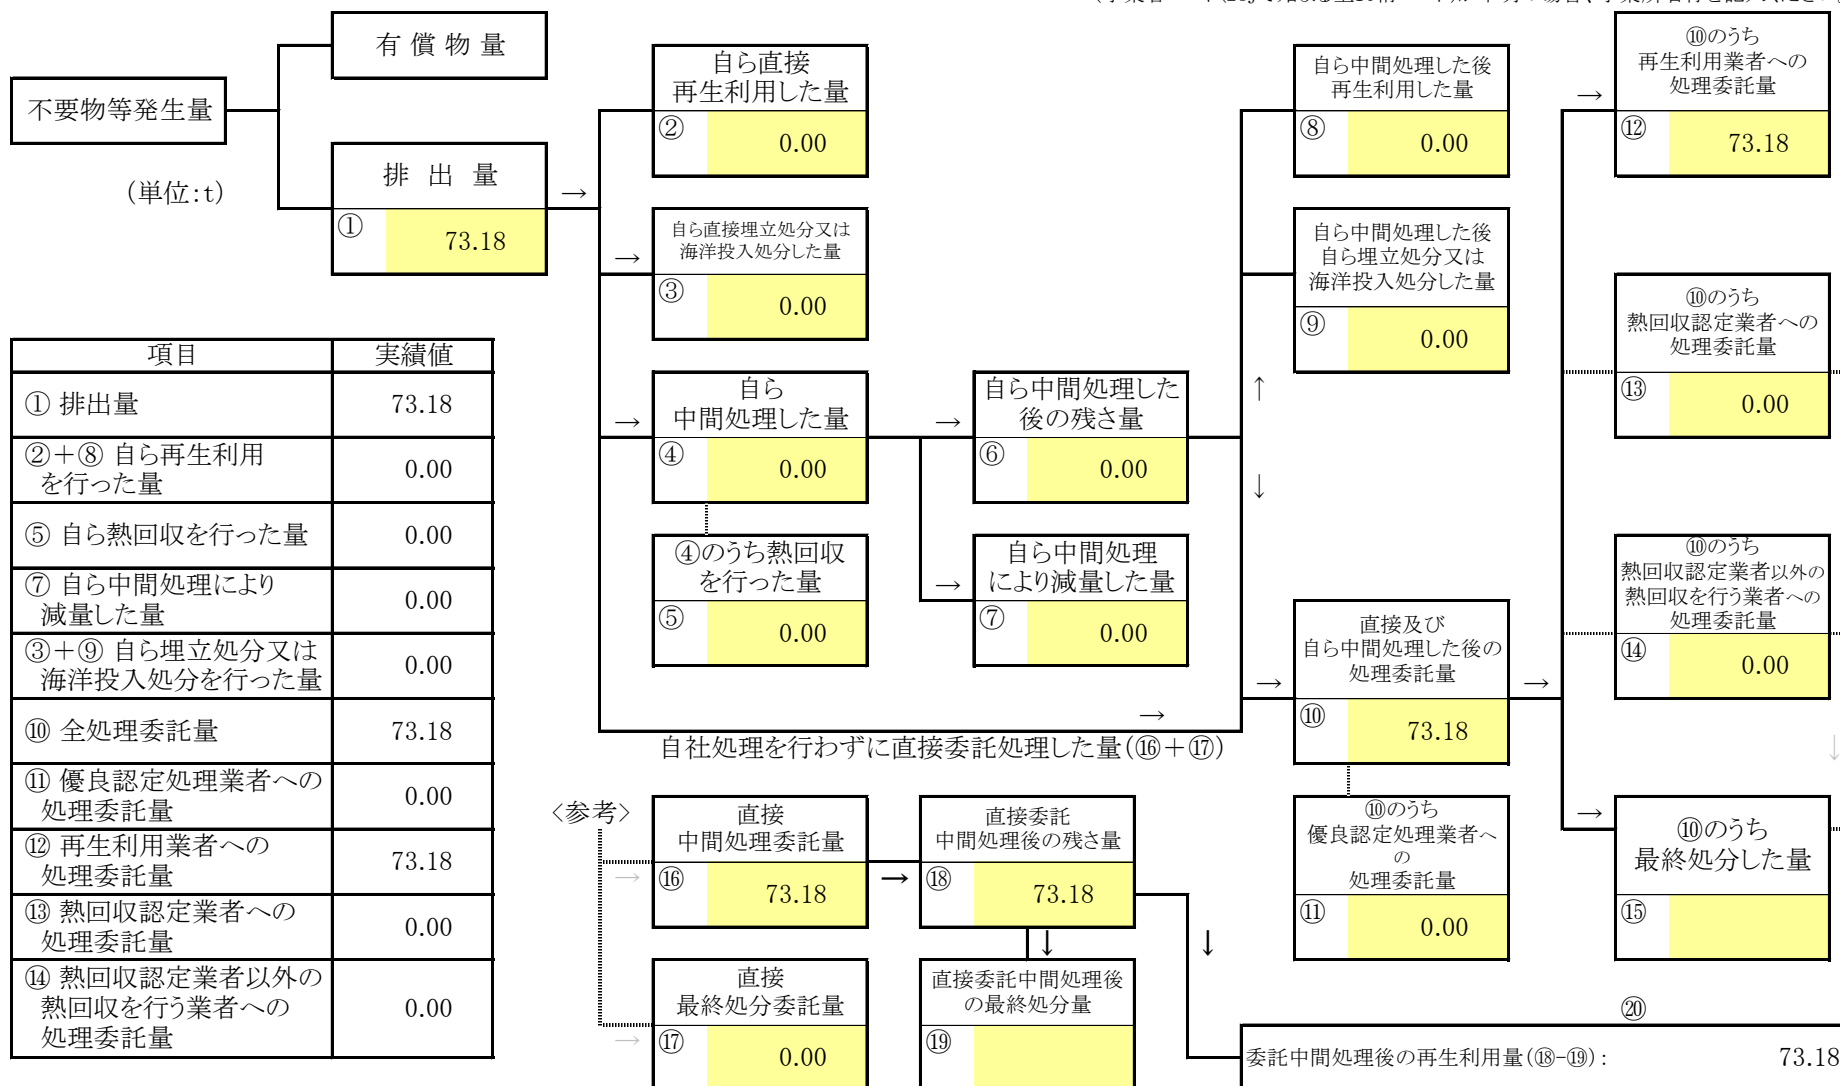 有償物量
不要物等発生量
(単位:t)
排出量
①
73.18
→
自ら直接
再生利用した量
②
0.00
→
自ら直接埋立処分又は
海洋投入処分した量
③
0.00
→
自ら
中間処理した量
④
0.00
④のうち熱回収
を行った量
⑤
0.00
→
自ら中間処理した
後の残さ量
⑥
0.00
→
自ら中間処理
により減量した量
⑦
0.00
↑
↓
自ら中間処理した後
再生利用した量
⑧
0.00
自ら中間処理した後
自ら埋立処分又は
海洋投入処分した量
⑨
0.00
→
直接及び
自ら中間処理した後の
処理委託量
⑩
73.18
→
⑩のうち
優良認定処理業者へ
の
処理委託量
⑪
0.00
→
⑩のうち
再生利用業者への
処理委託量
⑫
73.18
⑩のうち
熱回収認定業者への
処理委託量
⑬
0.00
⑩のうち
熱回収認定業者以外の
熱回収を行う業者への
処理委託量
⑭
0.00
↓
→
⑩のうち
最終処分した量
⑮
→
自社処理を行わずに直接委託処理した量(⑯+⑰)
<参考>
→
直接
中間処理委託量
⑯
73.18
→
直接委託
中間処理後の残さ量
⑱
73.18
↓
↓
→
直接
最終処分委託量
⑰
0.00
直接委託中間処理後
の最終処分量
⑲
⑳
委託中間処理後の再生利用量(⑱-⑲): 73.18
項目 実績値
① 排出量 73.18
②+⑧ 自ら再生利用
を行った量 0.00
⑤ 自ら熱回収を行った量 0.00
⑦ 自ら中間処理により
減量した量 0.00
③+⑨ 自ら埋立処分又は
海洋投入処分を行った量 0.00
⑩ 全処理委託量 73.18
⑪ 優良認定処理業者への
処理委託量 0.00
⑫ 再生利用業者への
処理委託量 73.18
⑬ 熱回収認定業者への
処理委託量 0.00
⑭ 熱回収認定業者以外の
熱回収を行う業者への
処理委託量 0.00